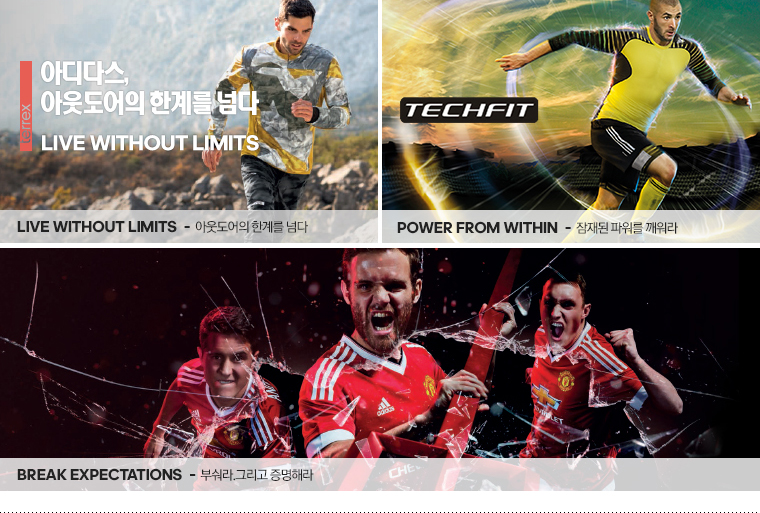 아디다스,
아웃도어의 한계를 넘다
terrex
LIVE WITHOUT LIMITS
LIVE WITHOUT LIMITS - 아웃도어의 한계를 넘다
TECHFIT
POWER FROM WITHIN - 잠재된 파워를 깨워라
adidas
CHEVROLET
BREAK EXPECTATIONS - 부숴라.그리고 증명해라